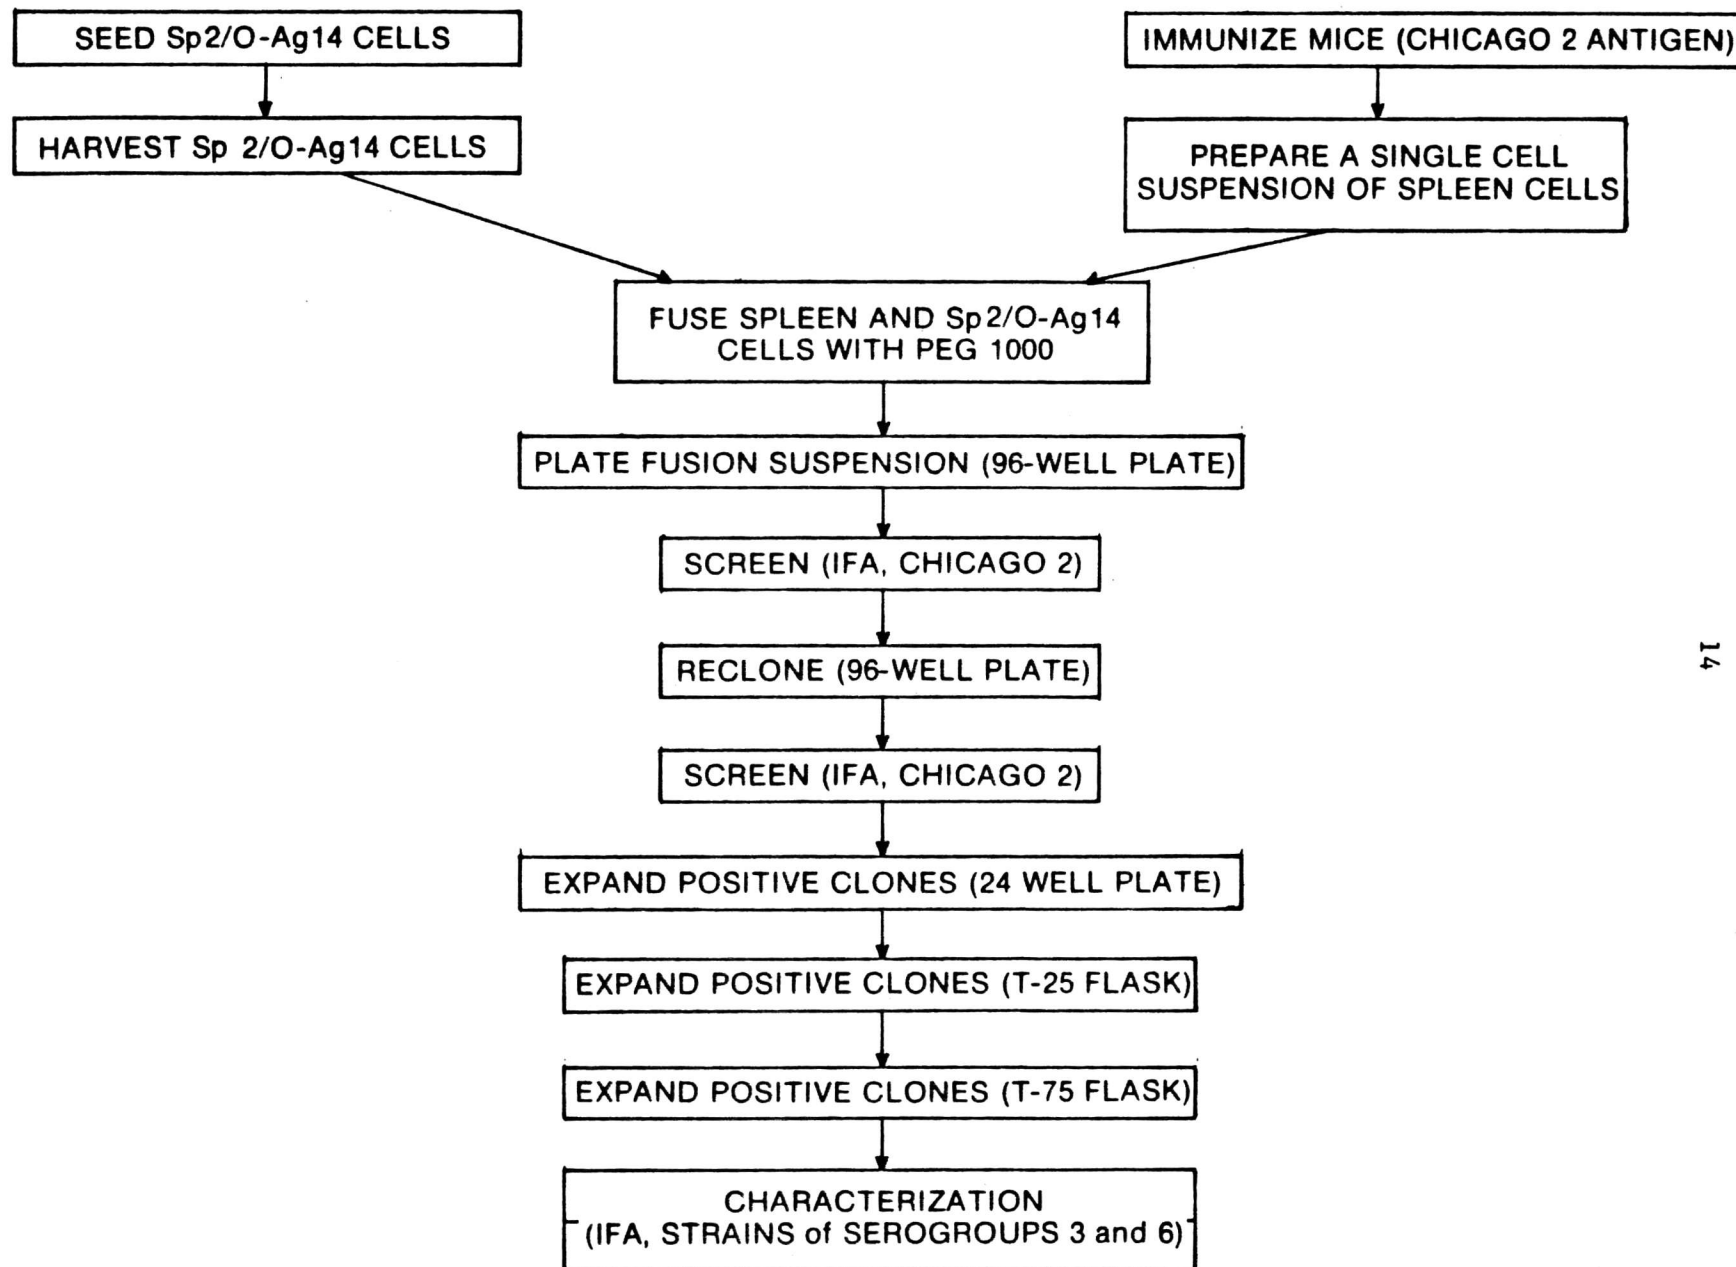 SEED Sp2/O-Ag14 CELLS
IMMUNIZE MICE (CHICAGO 2 ANTIGEN)
HARVEST Sp 2/O-Ag14 CELLS
PREPARE A SINGLE CELL
SUSPENSION OF SPLEEN CELLS
FUSE SPLEEN AND Sp2/O-Ag14
CELLS WITH PEG 1000
PLATE FUSION SUSPENSION (96-WELL PLATE)
SCREEN (IFA, CHICAGO 2)
RECLONE (96-WELL PLATE)
SCREEN (IFA, CHICAGO 2)
EXPAND POSITIVE CLONES (24 WELL PLATE)
EXPAND POSITIVE CLONES (T-25 FLASK)
EXPAND POSITIVE CLONES (T-75 FLASK)
CHARACTERIZATION
(IFA, STRAINS of SEROGROUPS 3 and 6)
14